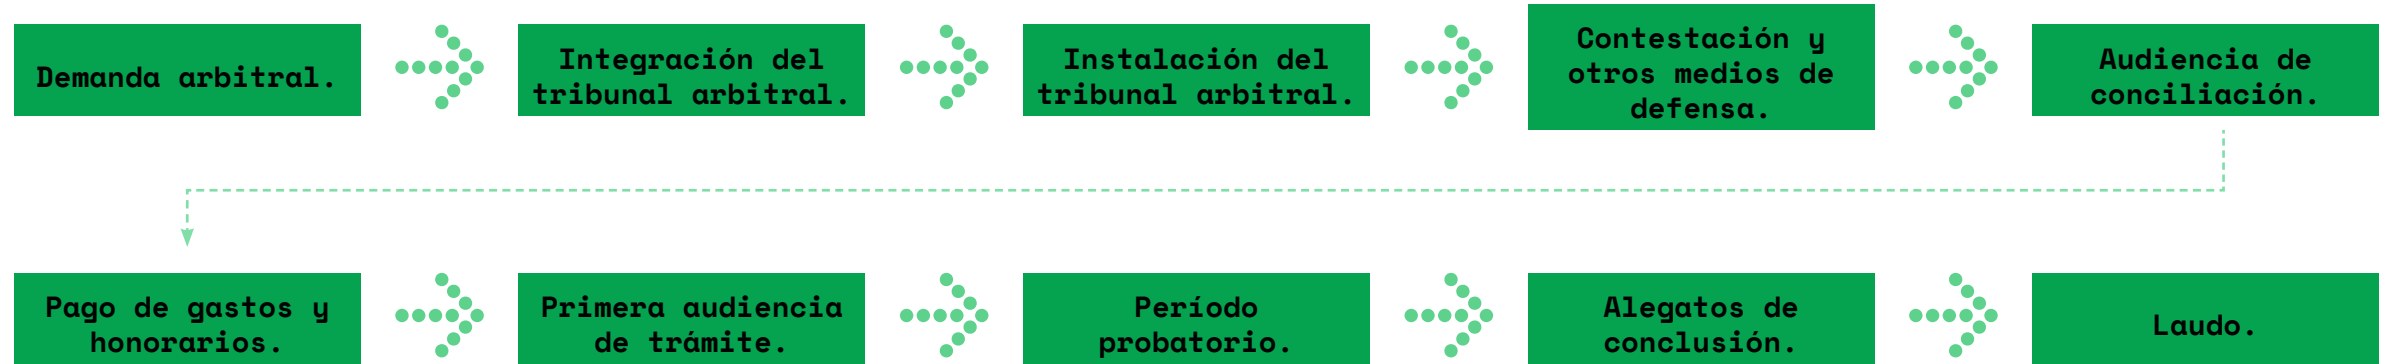 Demanda arbitral.
Integración del
tribunal arbitral.
Instalación del
tribunal arbitral.
Contestación y
otros medios de
defensa.
Audiencia de
conciliación.
Pago de gastos y
honorarios.
Primera audiencia
de trámite.
Período
probatorio.
Alegatos de
conclusión.
Laudo.